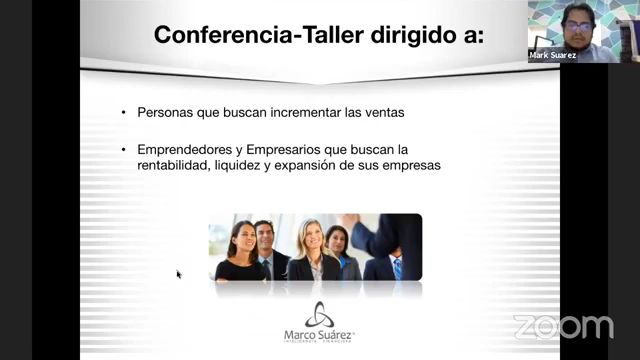 Conferencia-Taller dirigido a:
Mark Suarez
• Personas que buscan incrementar las ventas
• Emprendedores y Empresarios que buscan la
rentabilidad, liquidez y expansión de sus empresas
Marco Suárez®
INTELIGENCIA FINANCIERA
zoom